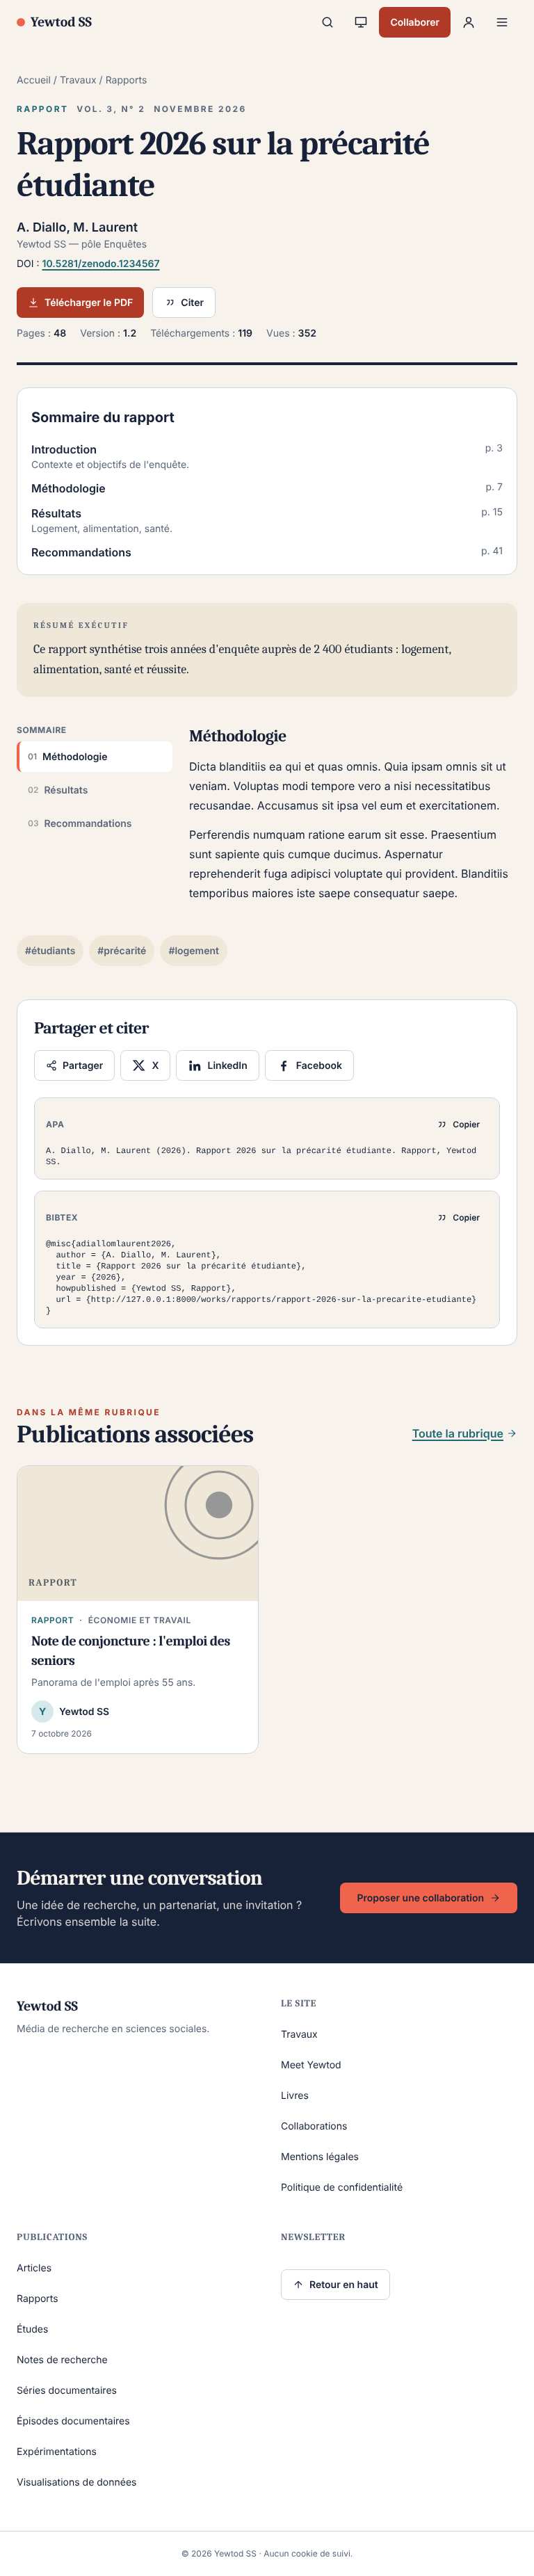 Yewtod SS
Collaborer
Accueil / Travaux / Rapports
RAPPORT VOL. 3, N° 2 NOVEMBRE 2026
Rapport 2026 sur la précarité
étudiante
A. Diallo, M. Laurent
Yewtod SS — pôle Enquêtes
DOI : 10.5281/zenodo.1234567
Télécharger le PDF
Citer
Pages : 48 Version : 1.2 Téléchargements : 119 Vues : 352
Sommaire du rapport
Introduction p. 3
Contexte et objectifs de l'enquête.
Méthodologie p. 7
Résultats p. 15
Logement, alimentation, santé.
Recommandations p. 41
RÉSUMÉ EXÉCUTIF
Ce rapport synthétise trois années d'enquête auprès de 2 400 étudiants : logement,
alimentation, santé et réussite.
SOMMAIRE
01 Méthodologie
02 Résultats
03 Recommandations
Méthodologie
Dicta blanditiis ea qui et quas omnis. Quia ipsam omnis sit ut
veniam. Voluptas modi tempore vero a nisi necessitatibus
recusandae. Accusamus sit ipsa vel eum et exercitationem.
Perferendis numquam ratione earum sit esse. Praesentium
sunt sapiente quis cumque ducimus. Aspernatur
reprehenderit fuga adipisci voluptate qui provident. Blanditiis
temporibus maiores iste saepe consequatur saepe.
#étudiants #précarité #logement
Partager et citer
Partager X LinkedIn Facebook
APA Copier
A. Diallo, M. Laurent (2026). Rapport 2026 sur la précarité étudiante. Rapport, Yewtod
SS.
BIBTEX Copier
@misc{adiallomlaurent2026,
author = {A. Diallo, M. Laurent},
title = {Rapport 2026 sur la précarité étudiante},
year = {2026},
howpublished = {Yewtod SS, Rapport},
url = {http://127.0.0.1:8000/works/rapports/rapport-2026-sur-la-precarite-etudiante}
}
DANS LA MÊME RUBRIQUE
Publications associées
Toute la rubrique
RAPPORT
RAPPORT · ÉCONOMIE ET TRAVAIL
Note de conjoncture : l'emploi des
seniors
Panorama de l'emploi après 55 ans.
Y Yewtod SS
7 octobre 2026
Démarrer une conversation
Une idée de recherche, un partenariat, une invitation ?
Écrivons ensemble la suite.
Proposer une collaboration
Yewtod SS
Média de recherche en sciences sociales.
LE SITE
Travaux
Meet Yewtod
Livres
Collaborations
Mentions légales
Politique de confidentialité
PUBLICATIONS
Articles
Rapports
Études
Notes de recherche
Séries documentaires
Épisodes documentaires
Expérimentations
Visualisations de données
NEWSLETTER
Retour en haut
© 2026 Yewtod SS · Aucun cookie de suivi.